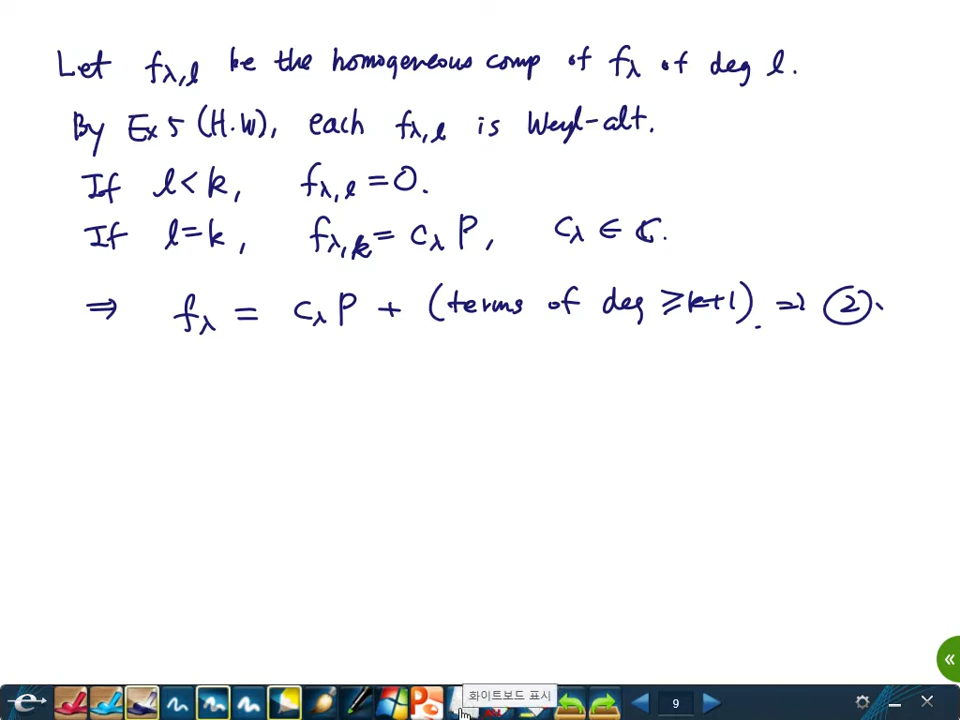 Let f_{λ,l} be the homogeneous comp of f_λ of deg l.
By Ex 5 (H.W), each f_{λ,l} is Weyl-alt.
If l < k, f_{λ,l} = 0.
If l = k, f_{λ,k} = c_λ P, c_λ ∈ ℂ.
⇒ f_λ = c_λ P + (terms of deg ≥ k+1). ⇒ ②.
화이트보드 표시
9